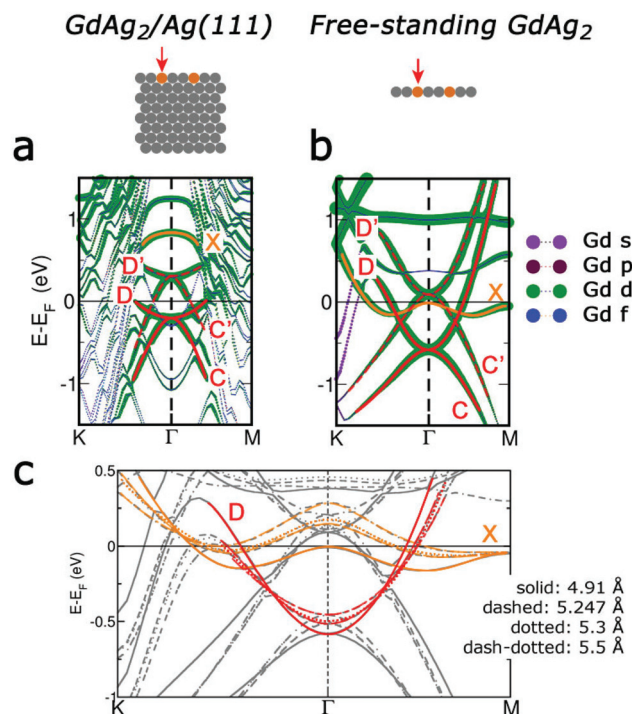 GdAg2/Ag(111) Free-standing GdAg2
a
b
E-EF (eV)
1
0
-1
X
D'
D
C'
C
K Γ M
D'
D
X
C'
C
K Γ M
Gd s
Gd p
Gd d
Gd f
c
E-EF (eV)
0.5
0
-0.5
-1
D
X
solid: 4.91 Å
dashed: 5.247 Å
dotted: 5.3 Å
dash-dotted: 5.5 Å
K Γ M